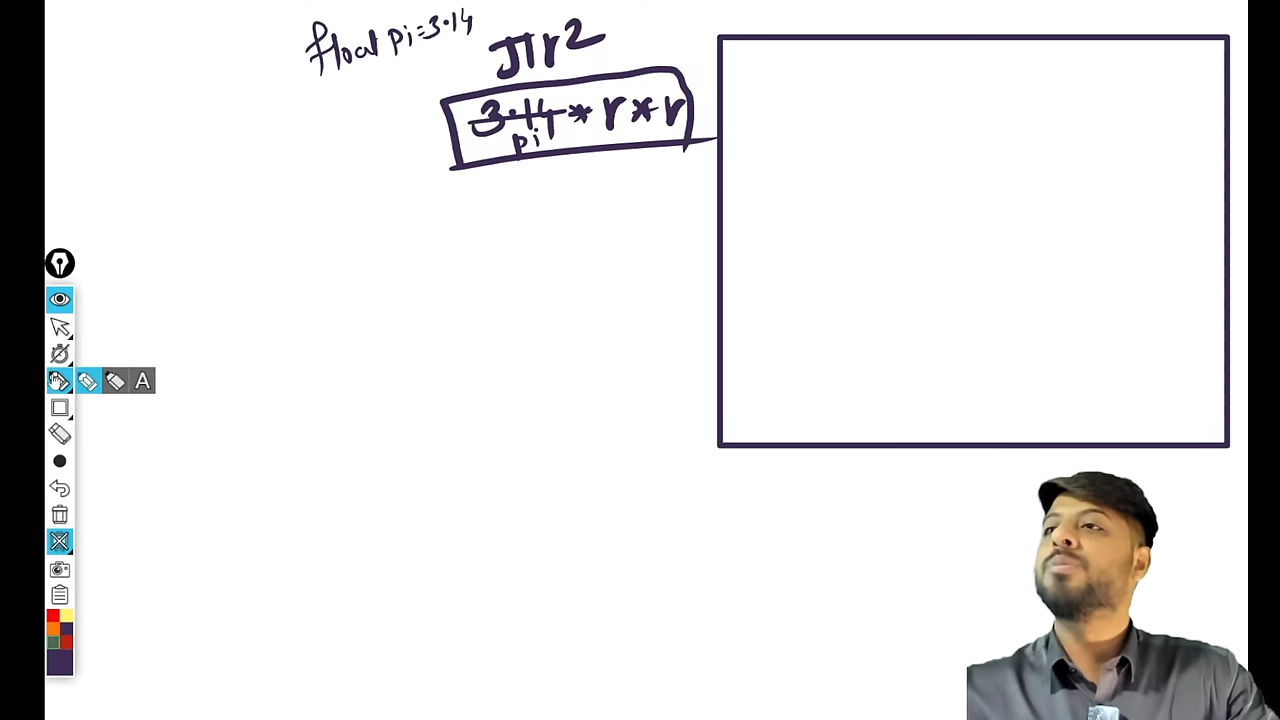 float pi=3.14
πr2
3.14 * r * r
pi
A